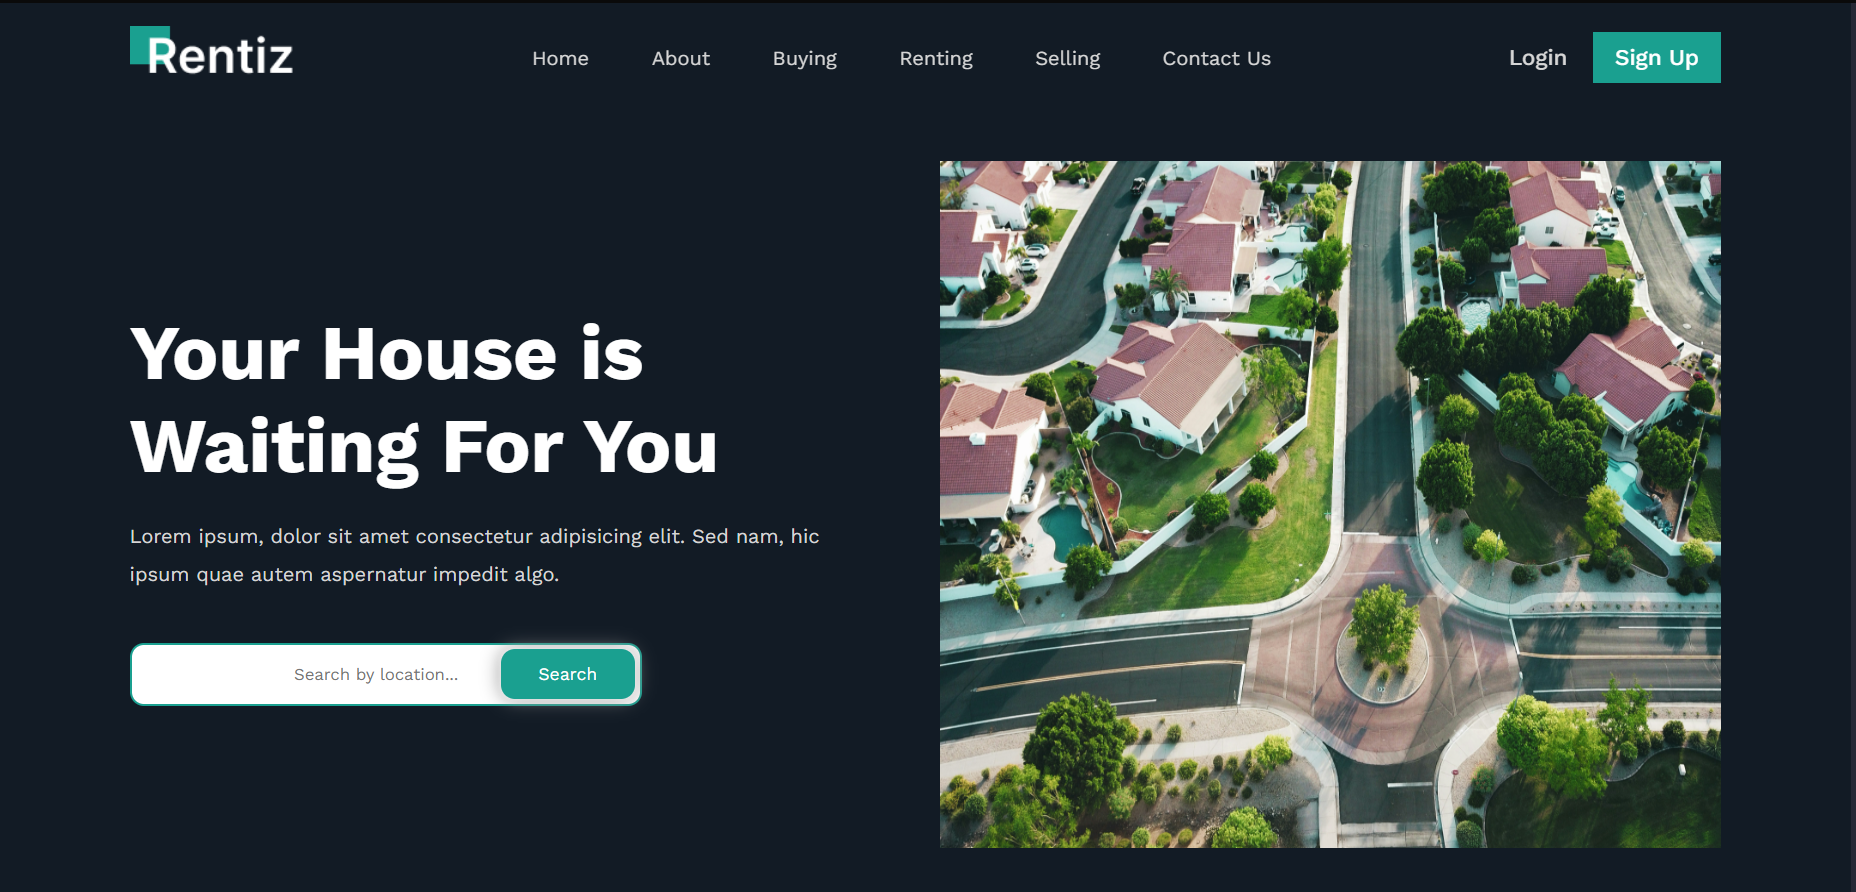 Rentiz
Home
About
Buying
Renting
Selling
Contact Us
Login
Sign Up
Your House is
Waiting For You
Lorem ipsum, dolor sit amet consectetur adipisicing elit. Sed nam, hic
ipsum quae autem aspernatur impedit algo.
Search by location...
Search